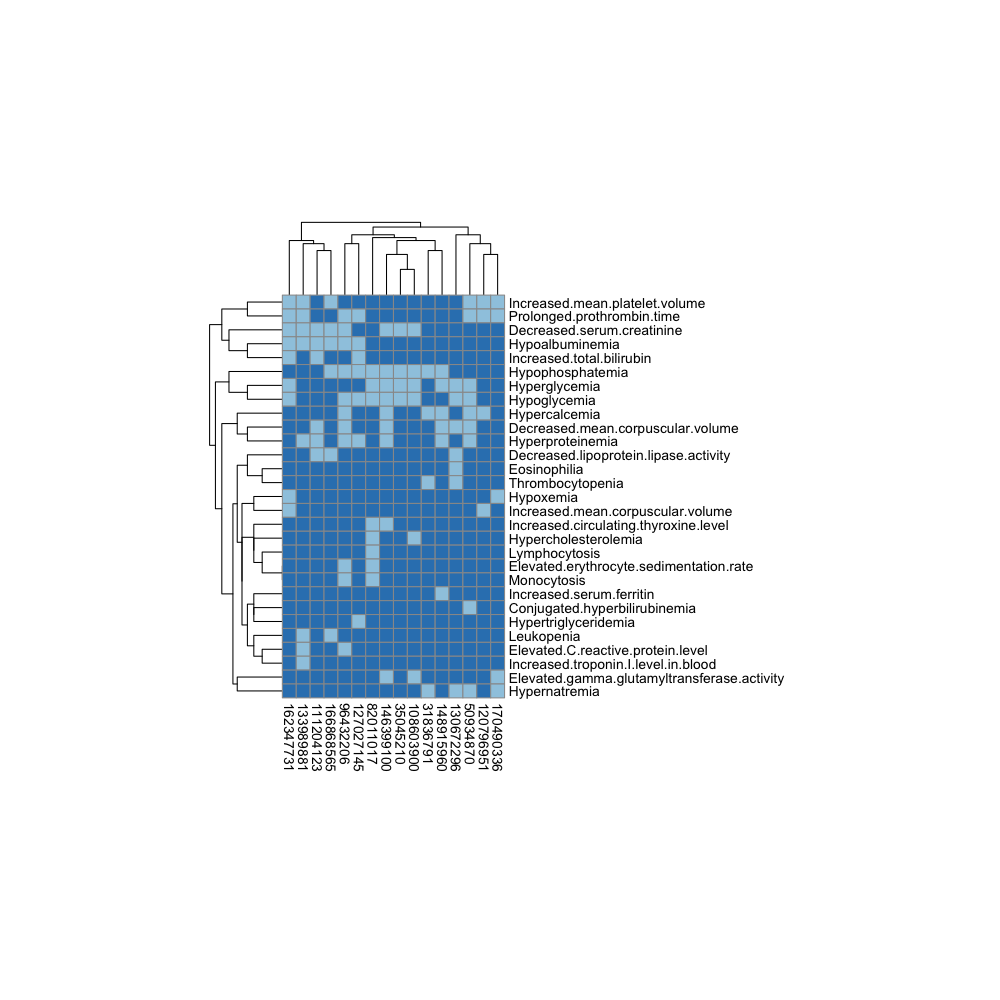 Increased.mean.platelet.volume
Prolonged.prothrombin.time
Decreased.serum.creatinine
Hypoalbuminemia
Increased.total.bilirubin
Hypophosphatemia
Hyperglycemia
Hypoglycemia
Hypercalcemia
Decreased.mean.corpuscular.volume
Hyperproteinemia
Decreased.lipoprotein.lipase.activity
Eosinophilia
Thrombocytopenia
Hypoxemia
Increased.mean.corpuscular.volume
Increased.circulating.thyroxine.level
Hypercholesterolemia
Lymphocytosis
Elevated.erythrocyte.sedimentation.rate
Monocytosis
Increased.serum.ferritin
Conjugated.hyperbilirubinemia
Hypertriglyceridemia
Leukopenia
Elevated.C.reactive.protein.level
Increased.troponin.I.level.in.blood
Elevated.gamma.glutamyltransferase.activity
Hypernatremia
162347731
133989881
111204123
166868565
96432206
127027145
82011017
146399100
35045210
108603900
31836791
148915960
130672296
50934870
120796951
170490336